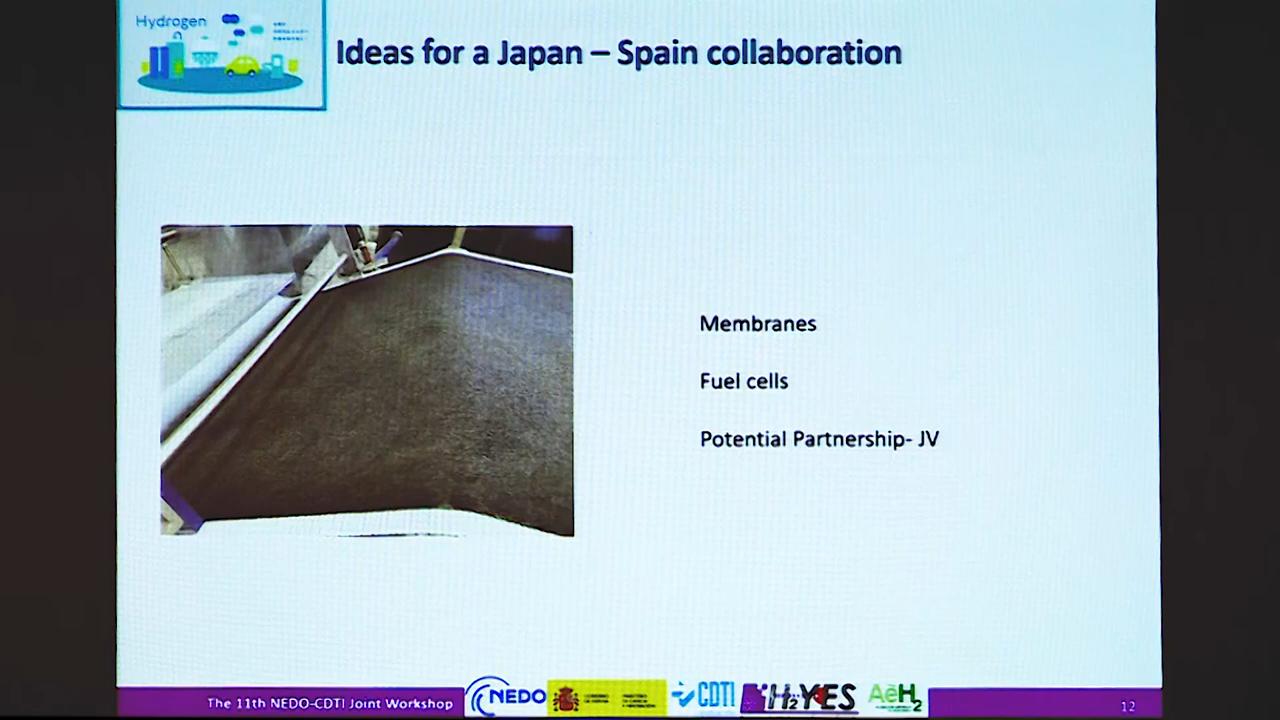 Hydrogen
Ideas for a Japan – Spain collaboration
Membranes
Fuel cells
Potential Partnership- JV
The 11th NEDO-CDTI Joint Workshop
NEDO
CDTI
H2YES
AeH2
12